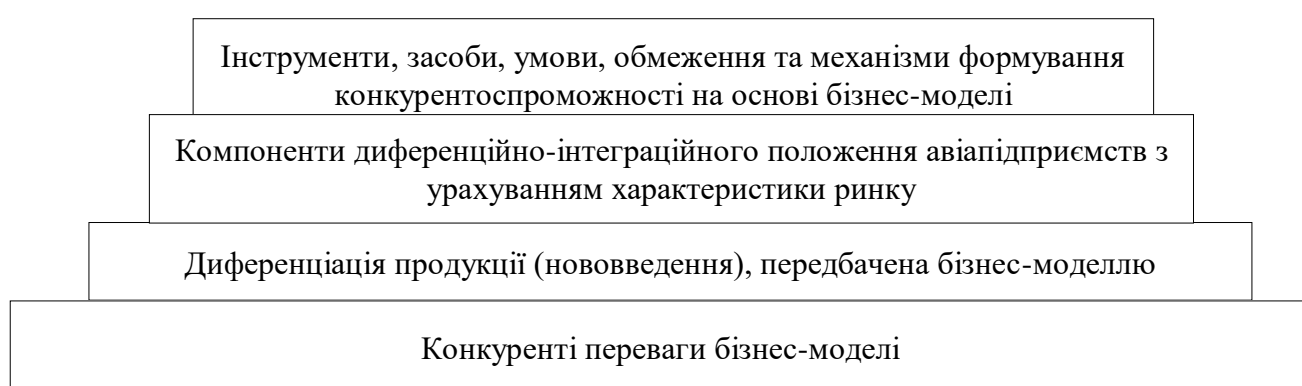 Інструменти, засоби, умови, обмеження та механізми формування
конкурентоспроможності на основі бізнес-моделі
Компоненти диференційно-інтеграційного положення авіапідприємств з
урахуванням характеристики ринку
Диференціація продукції (нововведення), передбачена бізнес-моделлю
Конкуренті переваги бізнес-моделі